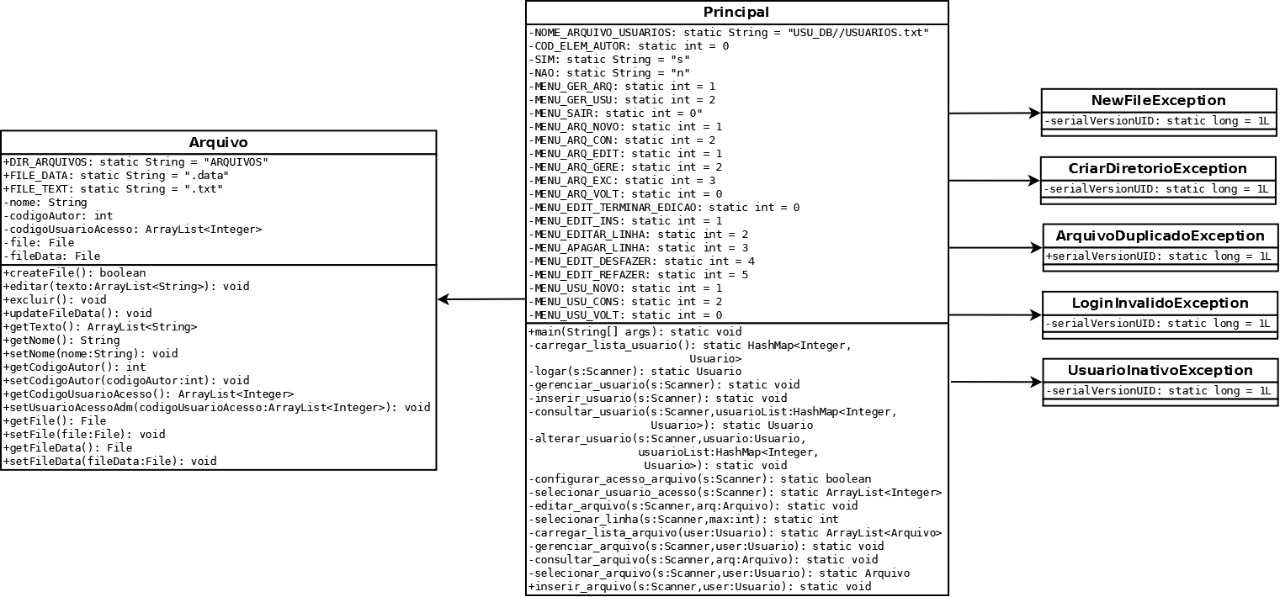 Principal
-NOME_ARQUIVO_USUARIOS: static String = "USU_DB//USUARIOS.txt"
-COD_ELEM_AUTOR: static int = 0
-SIM: static String = "s"
-NAO: static String = "n"
-MENU_GER_ARQ: static int = 1
-MENU_GER_USU: static int = 2
-MENU_SAIR: static int = 0"
-MENU_ARQ_NOVO: static int = 1
-MENU_ARQ_CON: static int = 2
-MENU_ARQ_EDIT: static int = 1
-MENU_ARQ_GERE: static int = 2
-MENU_ARQ_EXC: static int = 3
-MENU_ARQ_VOLT: static int = 0
-MENU_EDIT_TERMINAR_EDICAO: static int = 0
-MENU_EDIT_INS: static int = 1
-MENU_EDITAR_LINHA: static int = 2
-MENU_APAGAR_LINHA: static int = 3
-MENU_EDIT_DESFAZER: static int = 4
-MENU_EDIT_REFAZER: static int = 5
-MENU_USU_NOVO: static int = 1
-MENU_USU_CONS: static int = 2
-MENU_USU_VOLT: static int = 0
+main(String[] args): static void
-carregar_lista_usuario(): static HashMap<Integer,
Usuario>
-logar(s:Scanner): static Usuario
-gerenciar_usuario(s:Scanner): static void
-inserir_usuario(s:Scanner): static void
-consultar_usuario(s:Scanner,usuarioList:HashMap<Integer,
Usuario>): static Usuario
-alterar_usuario(s:Scanner,usuario:Usuario,
usuarioList:HashMap<Integer,
Usuario>): static void
-configurar_acesso_arquivo(s:Scanner): static boolean
-selecionar_usuario_acesso(s:Scanner): static ArrayList<Integer>
-editar_arquivo(s:Scanner,arq:Arquivo): static void
-selecionar_linha(s:Scanner,max:int): static int
-carregar_lista_arquivo(user:Usuario): static ArrayList<Arquivo>
-gerenciar_arquivo(s:Scanner,user:Usuario): static void
-consultar_arquivo(s:Scanner,arq:Arquivo): static void
-selecionar_arquivo(s:Scanner,user:Usuario): static Arquivo
+inserir_arquivo(s:Scanner,user:Usuario): static void
Arquivo
+DIR_ARQUIVOS: static String = "ARQUIVOS"
+FILE_DATA: static String = ".data"
+FILE_TEXT: static String = ".txt"
-nome: String
-codigoAutor: int
-codigoUsuarioAcesso: ArrayList<Integer>
-file: File
-fileData: File
+createFile(): boolean
+editar(texto:ArrayList<String>): void
+excluir(): void
+updateFileData(): void
+getTexto(): ArrayList<String>
+getNome(): String
+setNome(nome:String): void
+getCodigoAutor(): int
+setCodigoAutor(codigoAutor:int): void
+getCodigoUsuarioAcesso(): ArrayList<Integer>
+setUsuarioAcessoAdm(codigoUsuarioAcesso:ArrayList<Integer>): void
+getFile(): File
+setFile(file:File): void
+getFileData(): File
+setFileData(fileData:File): void
NewFileException
-serialVersionUID: static long = 1L
CriarDiretorioException
-serialVersionUID: static long = 1L
ArquivoDuplicadoException
+serialVersionUID: static long = 1L
LoginInvalidoException
-serialVersionUID: static long = 1L
UsuarioInativoException
-serialVersionUID: static long = 1L